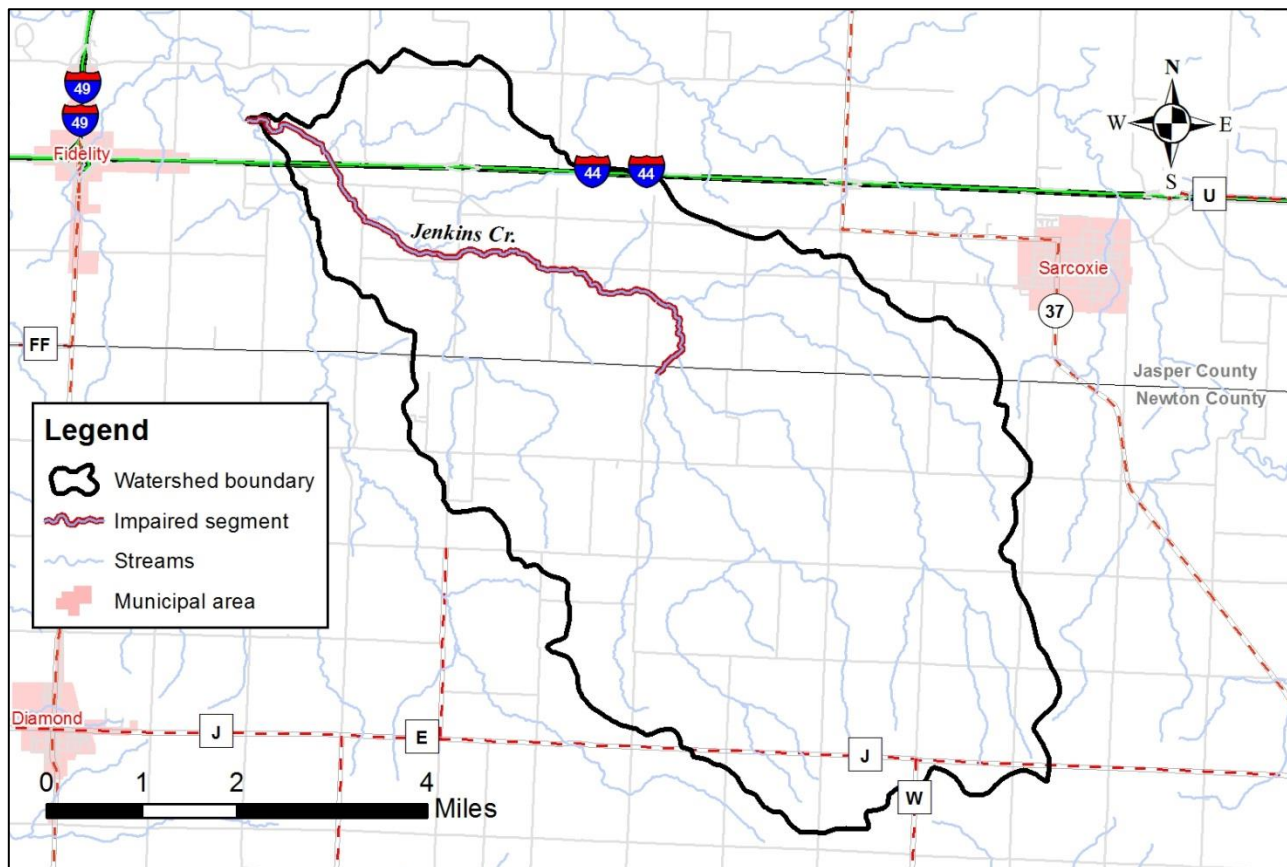 49
49
Fidelity
N
W E
S
44 44
U
Jenkins Cr.
Sarcoxie
37
FF
Jasper County
Newton County
Legend
Watershed boundary
Impaired segment
Streams
Municipal area
Diamond
J
E
J
W
0 1 2 4
Miles